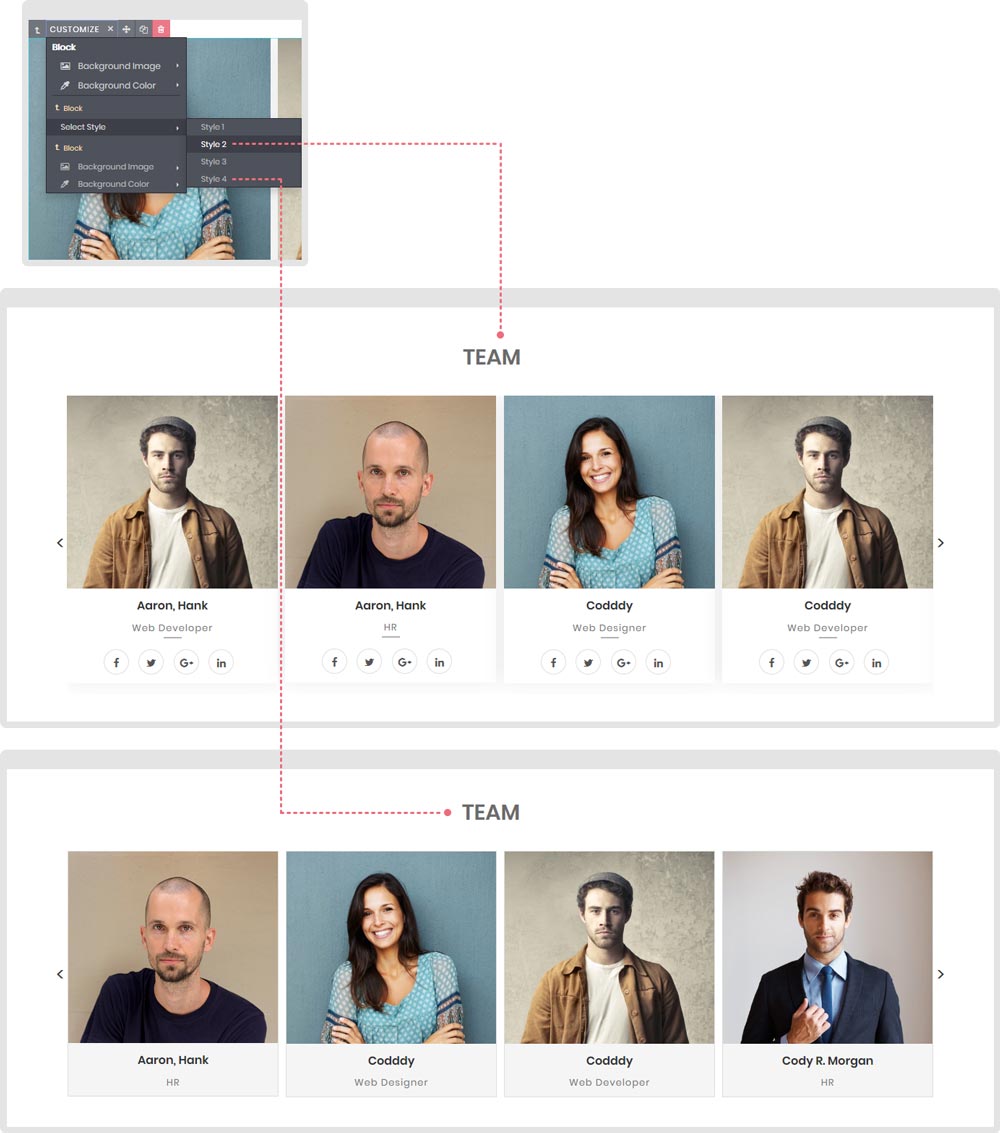 CUSTOMIZE
Block
Background Image
Background Color
Block
Select Style
Style 1
Style 2
Style 3
Style 4
Block
Background Image
Background Color
TEAM
Aaron, Hank Aaron, Hank Codddy Codddy
Web Developer HR Web Designer Web Developer
TEAM
Aaron, Hank Codddy Codddy Cody R. Morgan
HR Web Designer Web Developer HR